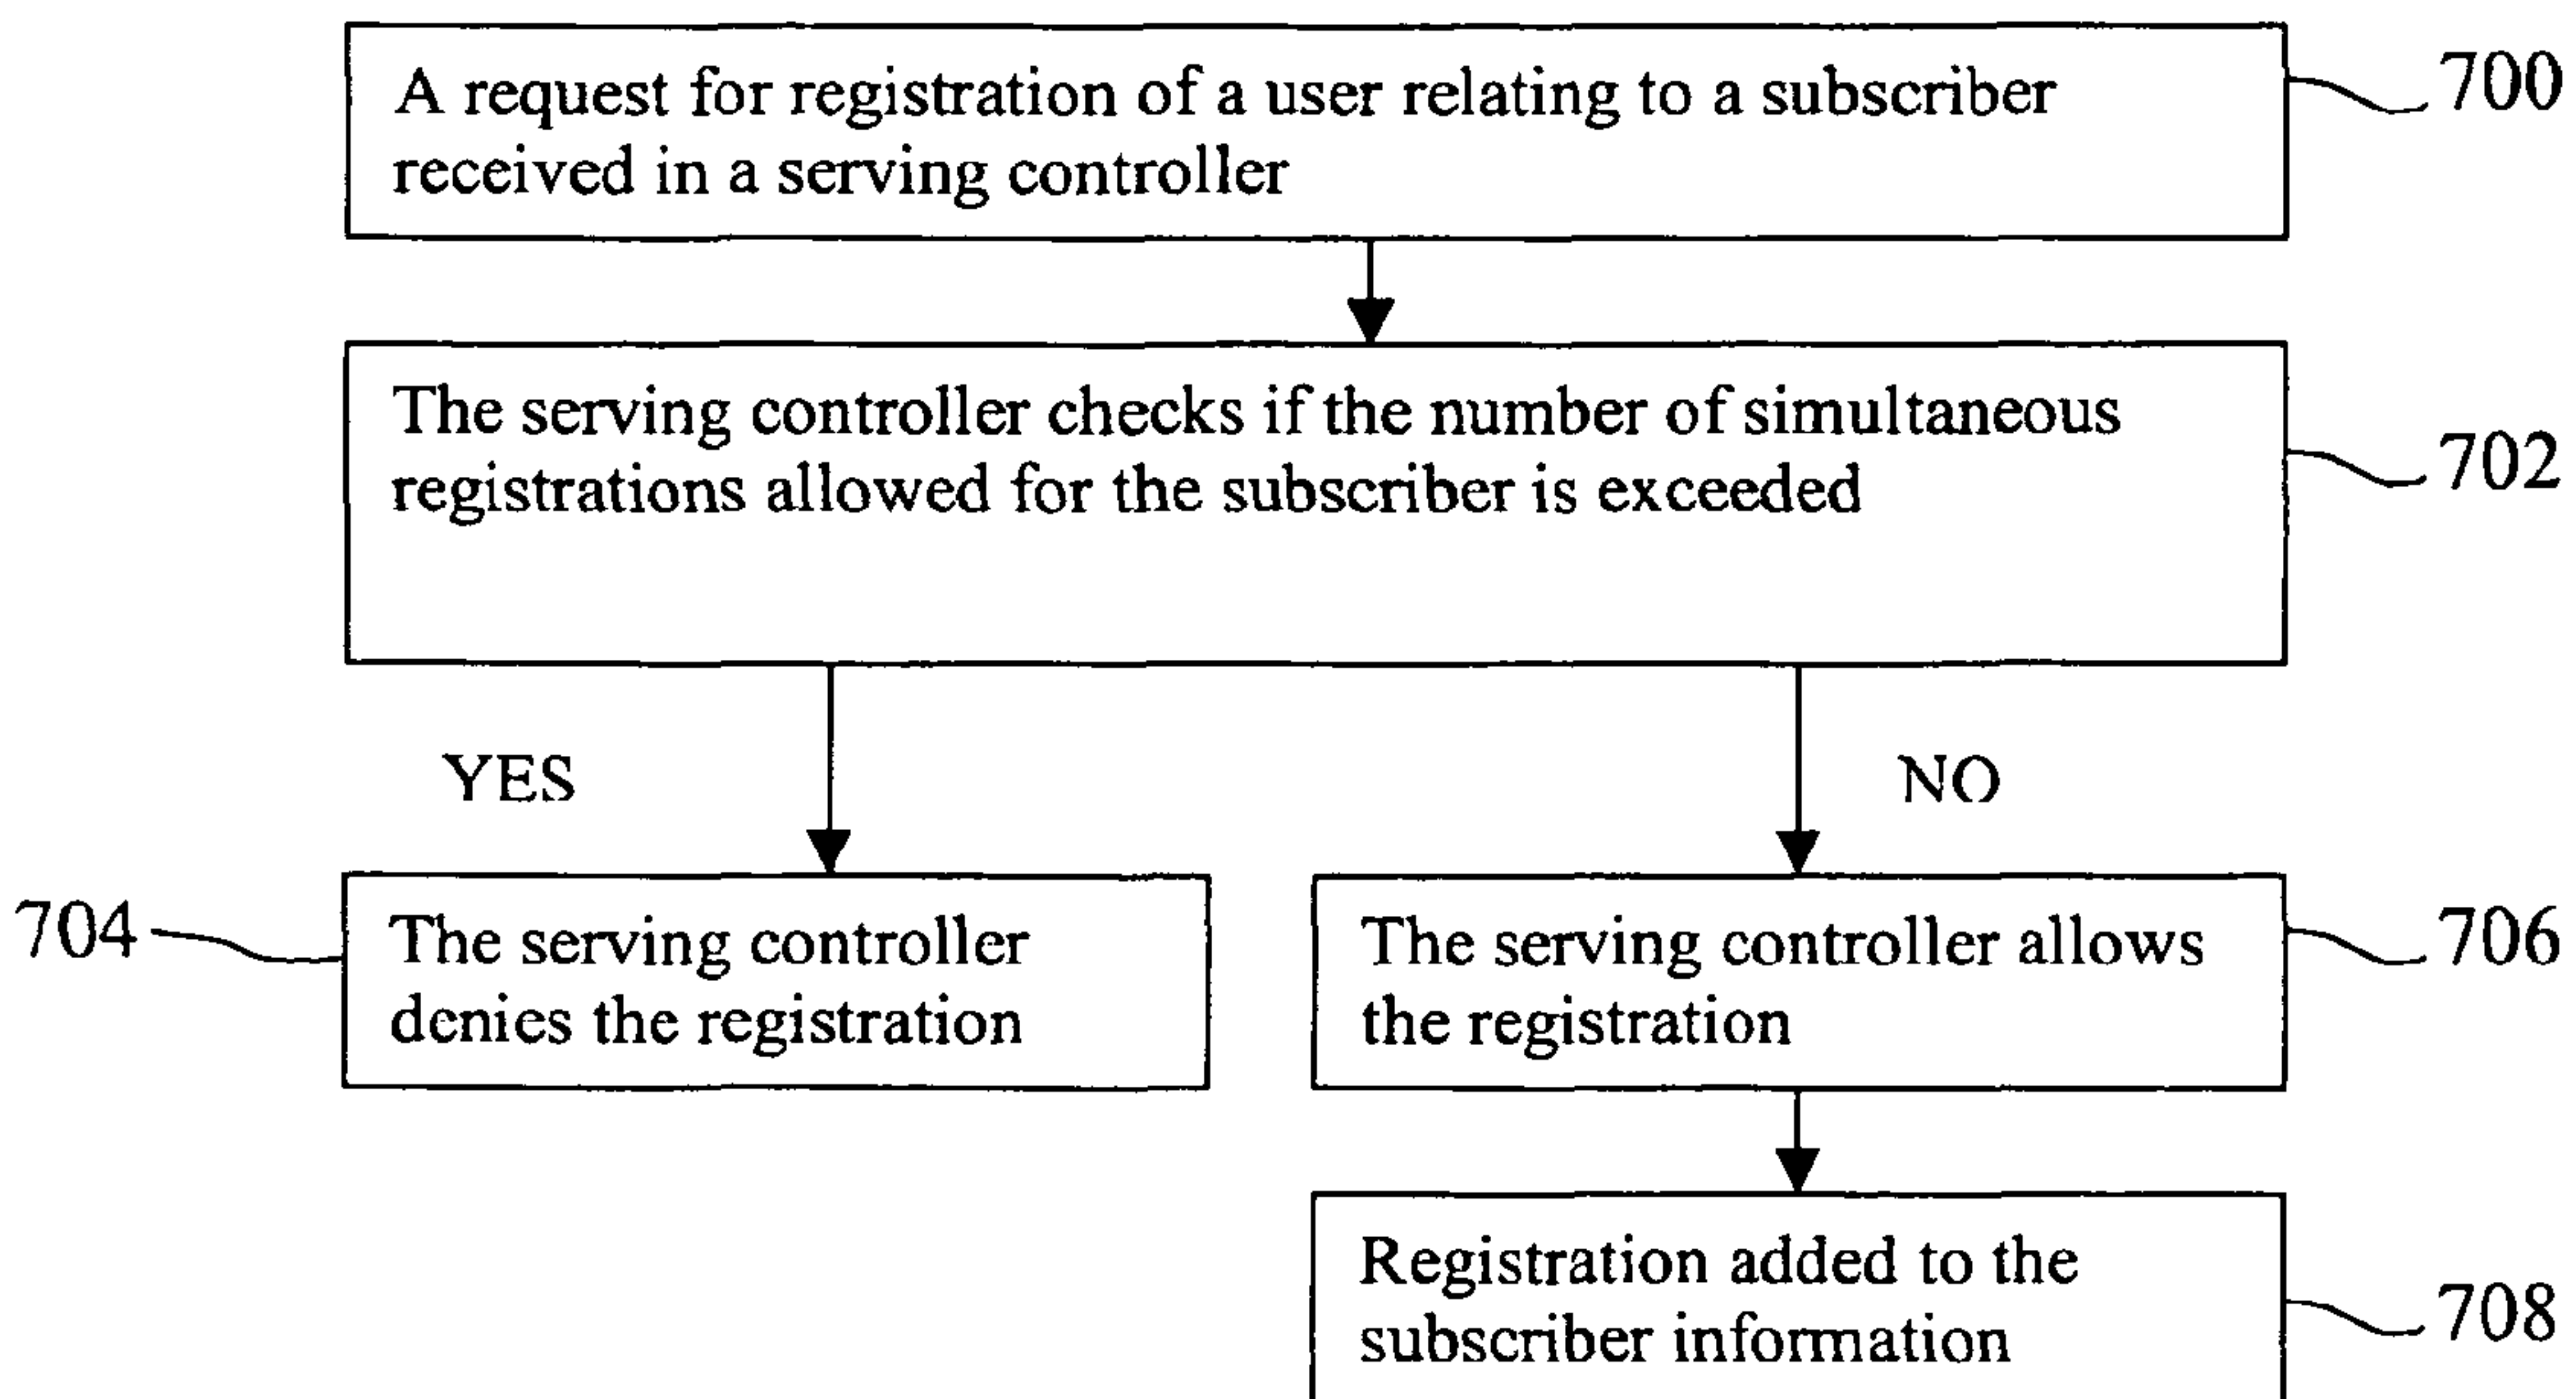 A request for registration of a user relating to a subscriber
received in a serving controller
700
The serving controller checks if the number of simultaneous
registrations allowed for the subscriber is exceeded
702
YES
NO
704
The serving controller
denies the registration
The serving controller allows
the registration
706
Registration added to the
subscriber information
708